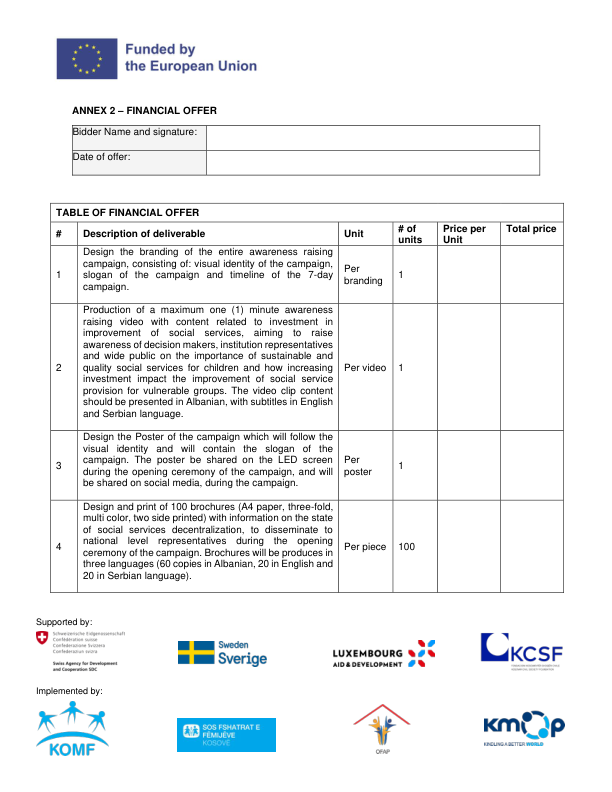 Funded by
the European Union
ANNEX 2 – FINANCIAL OFFER
Bidder Name and signature:
Date of offer:
TABLE OF FINANCIAL OFFER
# Description of deliverable Unit # of units Price per Unit Total price
Design the branding of the entire awareness raising
campaign, consisting of: visual identity of the campaign,
slogan of the campaign and timeline of the 7-day
campaign.
1 Per branding 1
Production of a maximum one (1) minute awareness
raising video with content related to investment in
improvement of social services, aiming to raise
awareness of decision makers, institution representatives
and wide public on the importance of sustainable and
quality social services for children and how increasing
investment impact the improvement of social service
provision for vulnerable groups. The video clip content
should be presented in Albanian, with subtitles in English
and Serbian language.
2 Per video 1
Design the Poster of the campaign which will follow the
visual identity and will contain the slogan of the
campaign. The poster be shared on the LED screen
during the opening ceremony of the campaign, and will
be shared on social media, during the campaign.
3 Per poster 1
Design and print of 100 brochures (A4 paper, three-fold,
multi color, two side printed) with information on the state
of social services decentralization, to disseminate to
national level representatives during the opening
ceremony of the campaign. Brochures will be produces in
three languages (60 copies in Albanian, 20 in English and
20 in Serbian language).
4 Per piece 100
Supported by:
Schweizerische Eidgenossenschaft
Confédération suisse
Confederazione Svizzera
Confederaziun svizra
Swiss Agency for Development
and Cooperation SDC
Sweden
Sverige
LUXEMBOURG
AID & DEVELOPMENT
KCSF
Implemented by:
KOMF
SOS FSHATRAT E
FËMIJËVE
KOSOVË
OFAP
kmop
KINDLING A BETTER WORLD